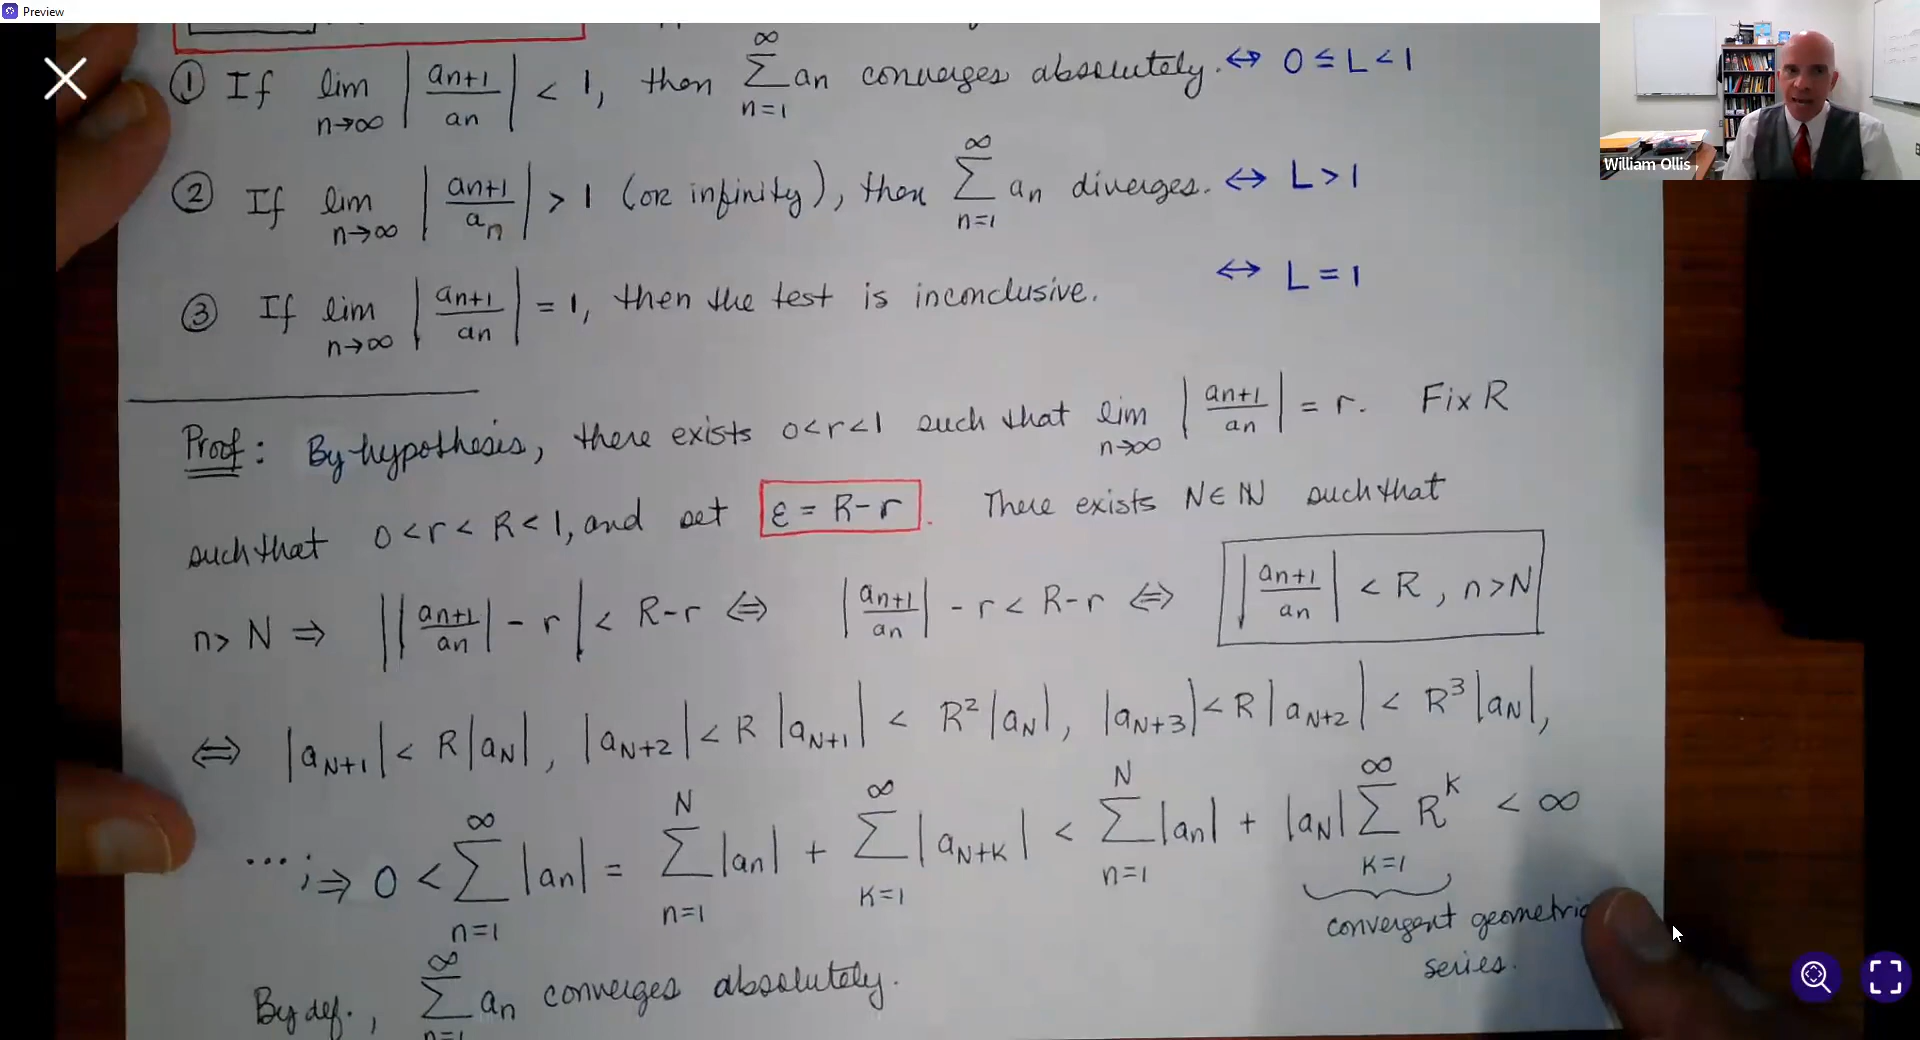 Preview
① If lim n→∞ |an+1/an| < 1, then ∞ Σ n=1 an converges absolutely. ⇔ 0 ≤ L < 1
② If lim n→∞ |an+1/an| > 1 (or infinity), then ∞ Σ n=1 an diverges. ⇔ L > 1
③ If lim n→∞ |an+1/an| = 1, then the test is inconclusive. ⇔ L = 1
Proof: By hypothesis, there exists 0<r<1 such that lim n→∞ |an+1/an| = r. Fix R
such that 0<r<R<1, and set ε = R-r. There exists N∈ℕ such that
n > N ⇒ ||an+1/an| - r| < R-r ⇔ |an+1/an| - r < R-r ⇔ |an+1/an| < R, n>N
⇔ |aN+1| < R|aN|, |aN+2| < R|aN+1| < R²|aN|, |aN+3| < R|aN+2| < R³|aN|,
...; ⇒ 0 < ∞ Σ n=1 |an| = N Σ n=1 |an| + ∞ Σ K=1 |aN+K| < N Σ n=1 |an| + |aN| ∞ Σ K=1 R^K < ∞
convergent geometric
series.
By def., ∞ Σ n=1 an converges absolutely.
William Ollis